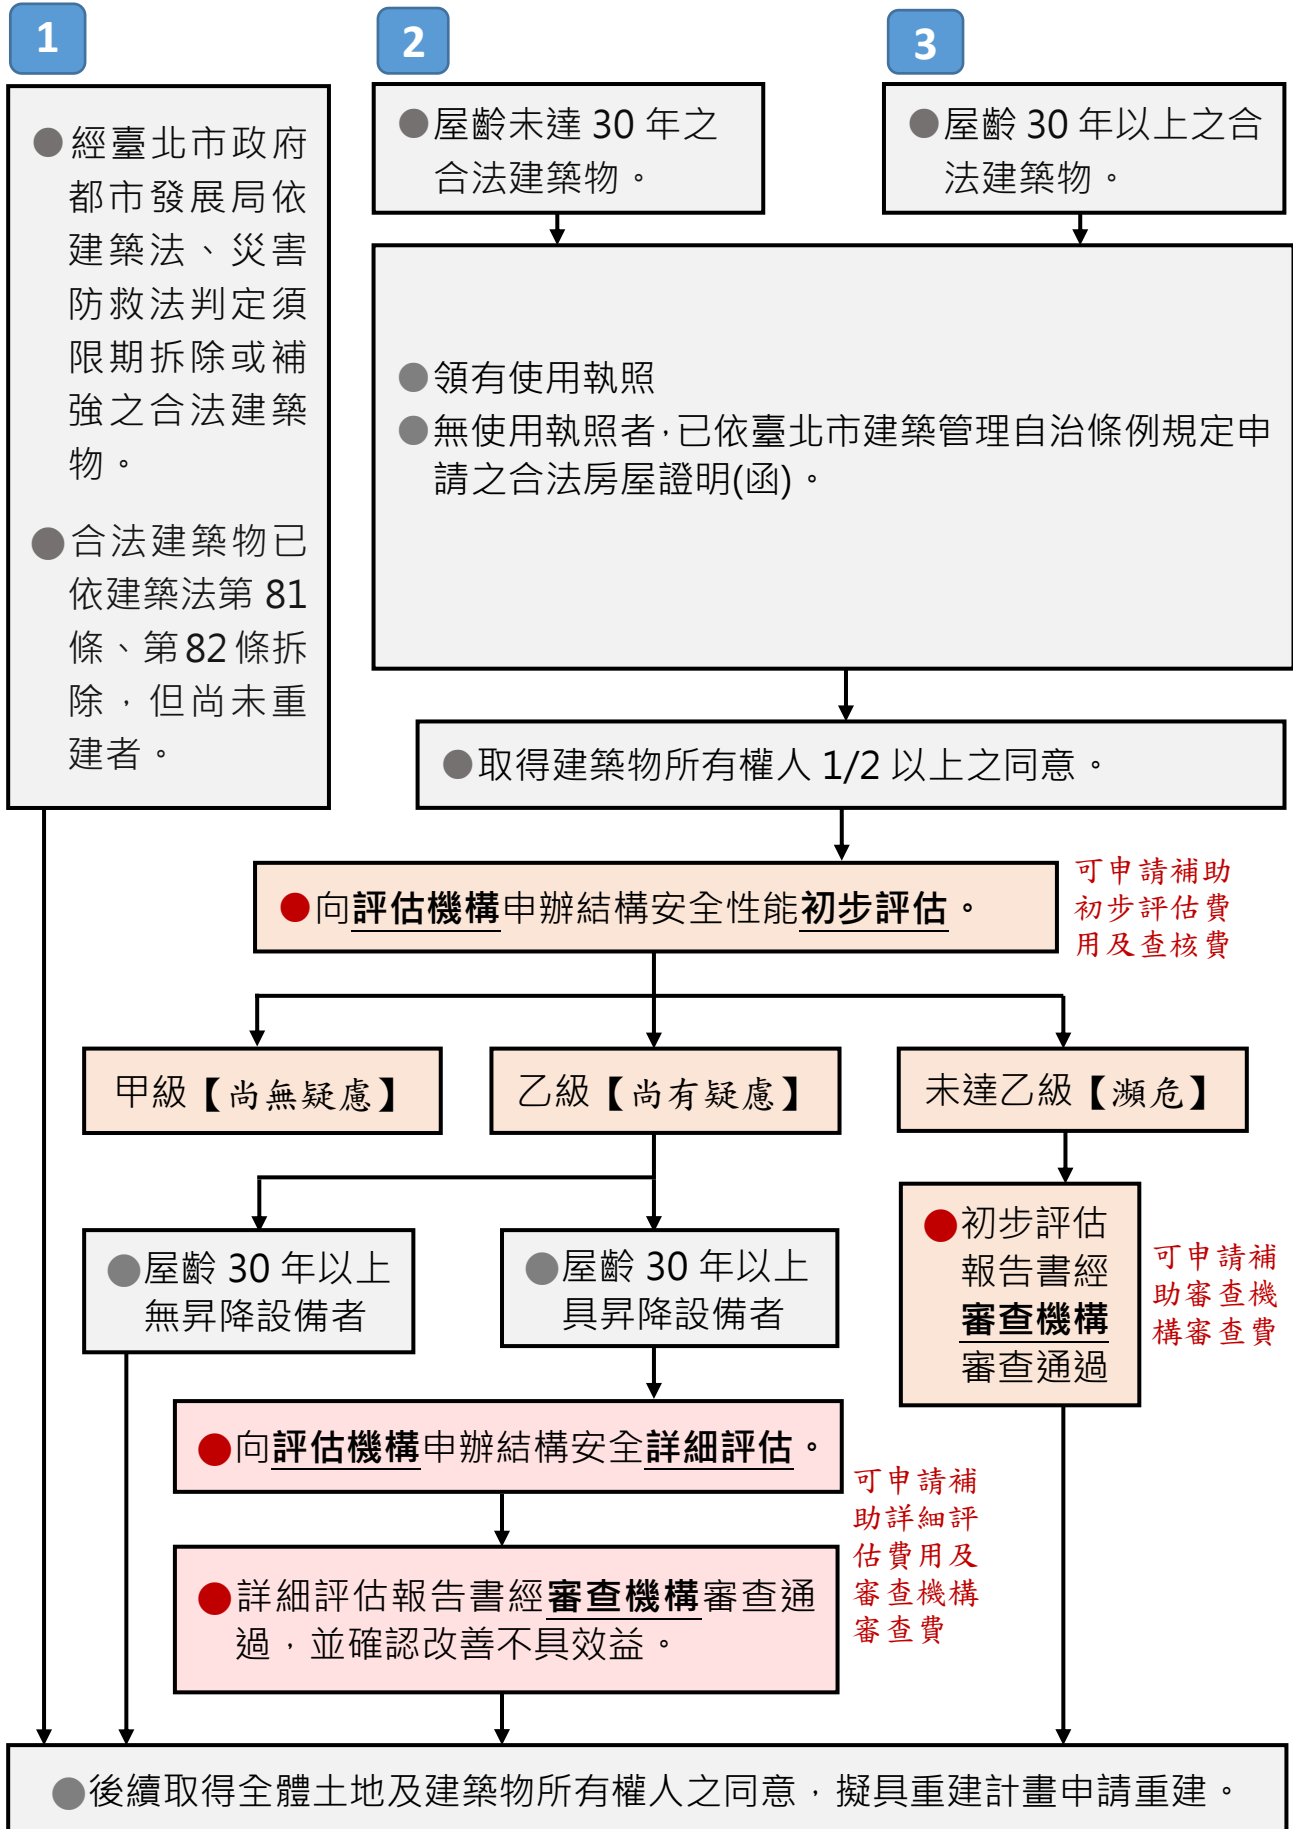 1
2
3
●經臺北市政府
都市發展局依
建築法、災害
防救法判定須
限期拆除或補
強之合法建築
物。
●合法建築物已
依建築法第81
條、第82條拆
除，但尚未重
建者。
●屋齡未達30年之
合法建築物。
●屋齡30年以上之合
法建築物。
●領有使用執照
●無使用執照者，已依臺北市建築管理自治條例規定申
請之合法房屋證明(函)。
●取得建築物所有權人1/2以上之同意。
●向評估機構申辦結構安全性能初步評估。
可申請補助
初步評估費
用及查核費
甲級【尚無疑慮】
乙級【尚有疑慮】
未達乙級【瀕危】
●屋齡30年以上
無昇降設備者
●屋齡30年以上
具昇降設備者
●初步評估
報告書經
審查機構
審查通過
可申請補
助審查機
構審查費
●向評估機構申辦結構安全詳細評估。
●詳細評估報告書經審查機構審查通
過，並確認改善不具效益。
可申請補
助詳細評
估費用及
審查機構
審查費
●後續取得全體土地及建築物所有權人之同意，擬具重建計畫申請重建。